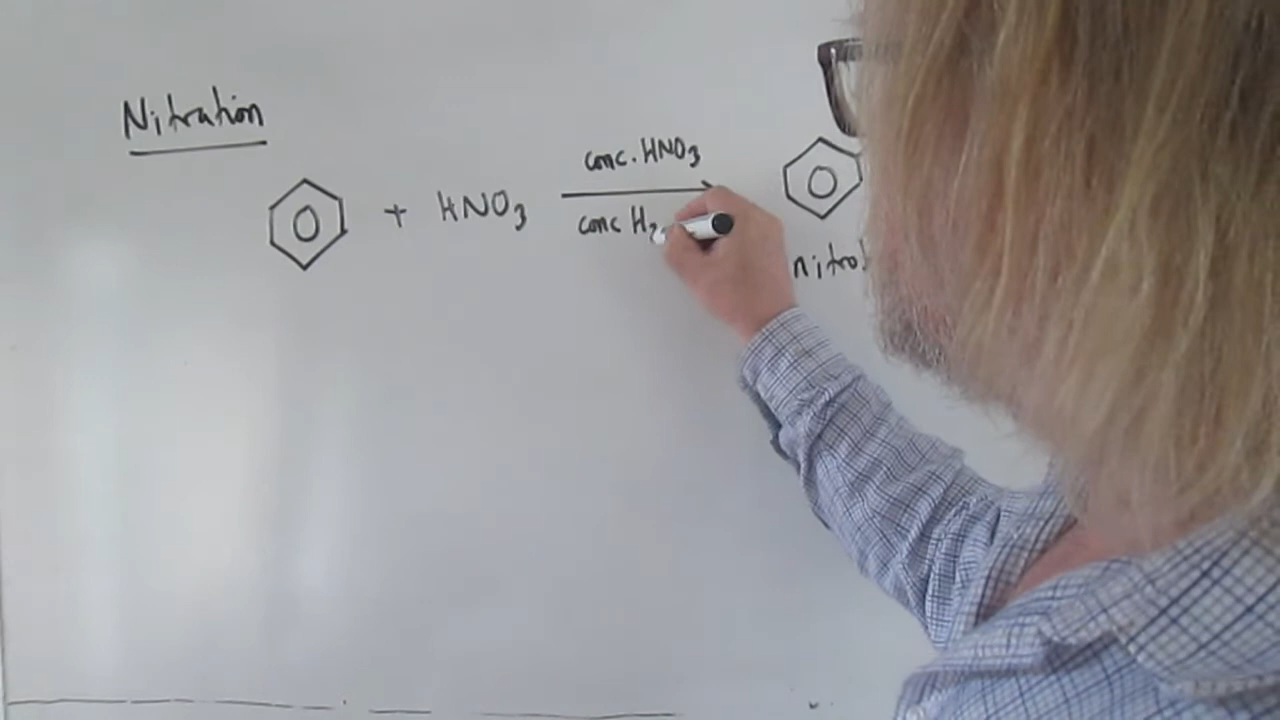 Nitration
conc. HNO3
+ HNO3
conc H2
nitro